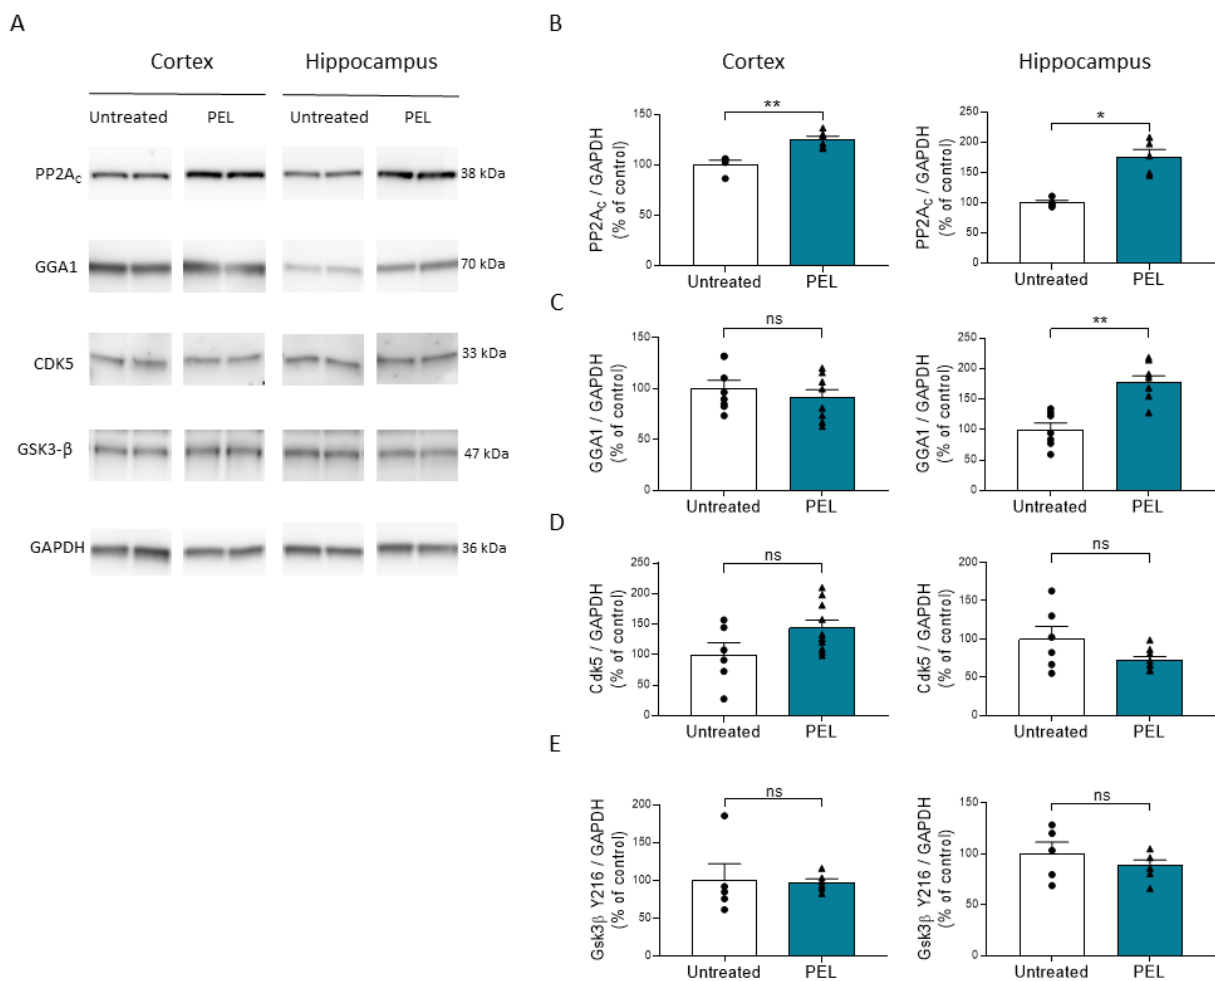 A
Cortex
Hippocampus
Untreated
PEL
Untreated
PEL
PP2Ac
38 kDa
GGA1
70 kDa
CDK5
33 kDa
GSK3-β
47 kDa
GAPDH
36 kDa
B
Cortex
Hippocampus
PP2Ac / GAPDH
(% of control)
150
100
50
0
**
Untreated
PEL
PP2Ac / GAPDH
(% of control)
250
200
150
100
50
0
*
Untreated
PEL
C
GGA1 / GAPDH
(% of control)
150
100
50
0
ns
Untreated
PEL
GGA1 / GAPDH
(% of control)
250
200
150
100
50
0
**
Untreated
PEL
D
Cdk5 / GAPDH
(% of control)
250
200
150
100
50
0
ns
Untreated
PEL
Cdk5 / GAPDH
(% of control)
200
150
100
50
0
ns
Untreated
PEL
E
Gsk3β Y216 / GAPDH
(% of control)
200
150
100
50
0
ns
Untreated
PEL
Gsk3β Y216 / GAPDH
(% of control)
150
100
50
0
ns
Untreated
PEL